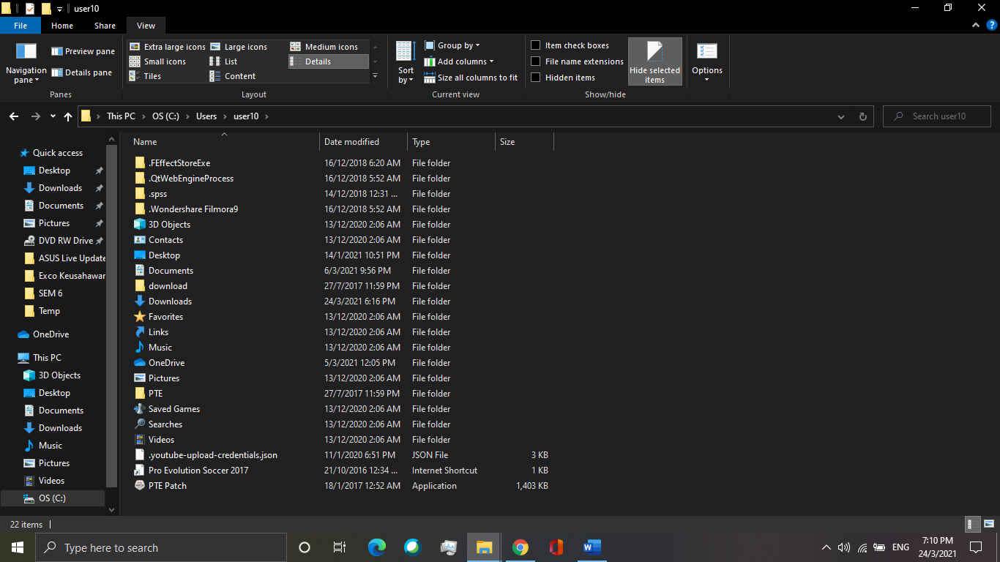 user10
File Home Share View
Extra large icons Large icons Medium icons
Small icons List Details
Tiles Content
Navigation pane
Preview pane
Details pane
Sort by
Group by
Add columns
Size all columns to fit
Item check boxes
File name extensions
Hidden items
Hide selected items
Options
Panes Layout Current view Show/hide
This PC OS (C:) Users user10
Search user10
Quick access
Desktop
Downloads
Documents
Pictures
DVD RW Drive
ASUS Live Update
Exco Keusahawar
SEM 6
Temp
OneDrive
This PC
3D Objects
Desktop
Documents
Downloads
Music
Pictures
Videos
OS (C:)
Name Date modified Type Size
.FEffectStoreExe 16/12/2018 6:20 AM File folder
.QtWebEngineProcess 16/12/2018 5:52 AM File folder
.spss 14/12/2018 12:31 ... File folder
.Wondershare Filmora9 16/12/2018 5:52 AM File folder
3D Objects 13/12/2020 2:06 AM File folder
Contacts 13/12/2020 2:06 AM File folder
Desktop 14/1/2021 10:51 PM File folder
Documents 6/3/2021 9:56 PM File folder
download 27/7/2017 11:59 PM File folder
Downloads 24/3/2021 6:16 PM File folder
Favorites 13/12/2020 2:06 AM File folder
Links 13/12/2020 2:06 AM File folder
Music 13/12/2020 2:06 AM File folder
OneDrive 5/3/2021 12:05 PM File folder
Pictures 13/12/2020 2:06 AM File folder
PTE 27/7/2017 11:59 PM File folder
Saved Games 13/12/2020 2:06 AM File folder
Searches 13/12/2020 2:06 AM File folder
Videos 13/12/2020 2:06 AM File folder
.youtube-upload-credentials.json 11/1/2020 6:51 PM JSON File 3 KB
Pro Evolution Soccer 2017 21/10/2016 12:34 ... Internet Shortcut 1 KB
PTE Patch 18/1/2017 12:52 AM Application 1,403 KB
22 items
Type here to search
ENG
7:10 PM
24/3/2021